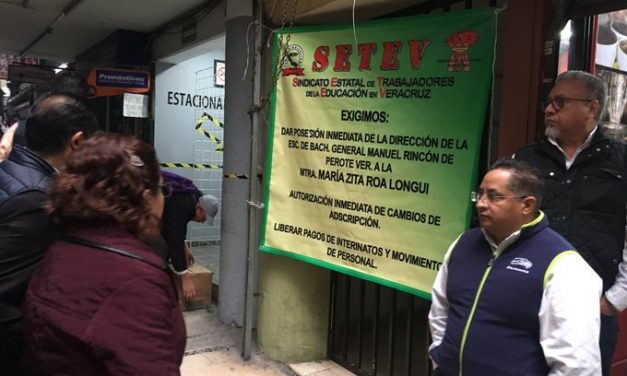 Pronósticos
ESTACIONA
SETEV
SINDICATO ESTATAL DE TRABAJADORES
DE LA EDUCACIÓN EN VERACRUZ
EXIGIMOS:
DAR POSESIÓN INMEDIATA DE LA DIRECCIÓN DE LA
ESC. DE BACH. GENERAL MANUEL RINCÓN DE
PEROTE VER. A LA
MTRA. MARÍA ZITA ROA LONGUI
AUTORIZACIÓN INMEDIATA DE CAMBIOS DE
ADSCRIPCIÓN.
LIBERAR PAGOS DE INTERINATOS Y MOVIMIENTO
DE PERSONAL.